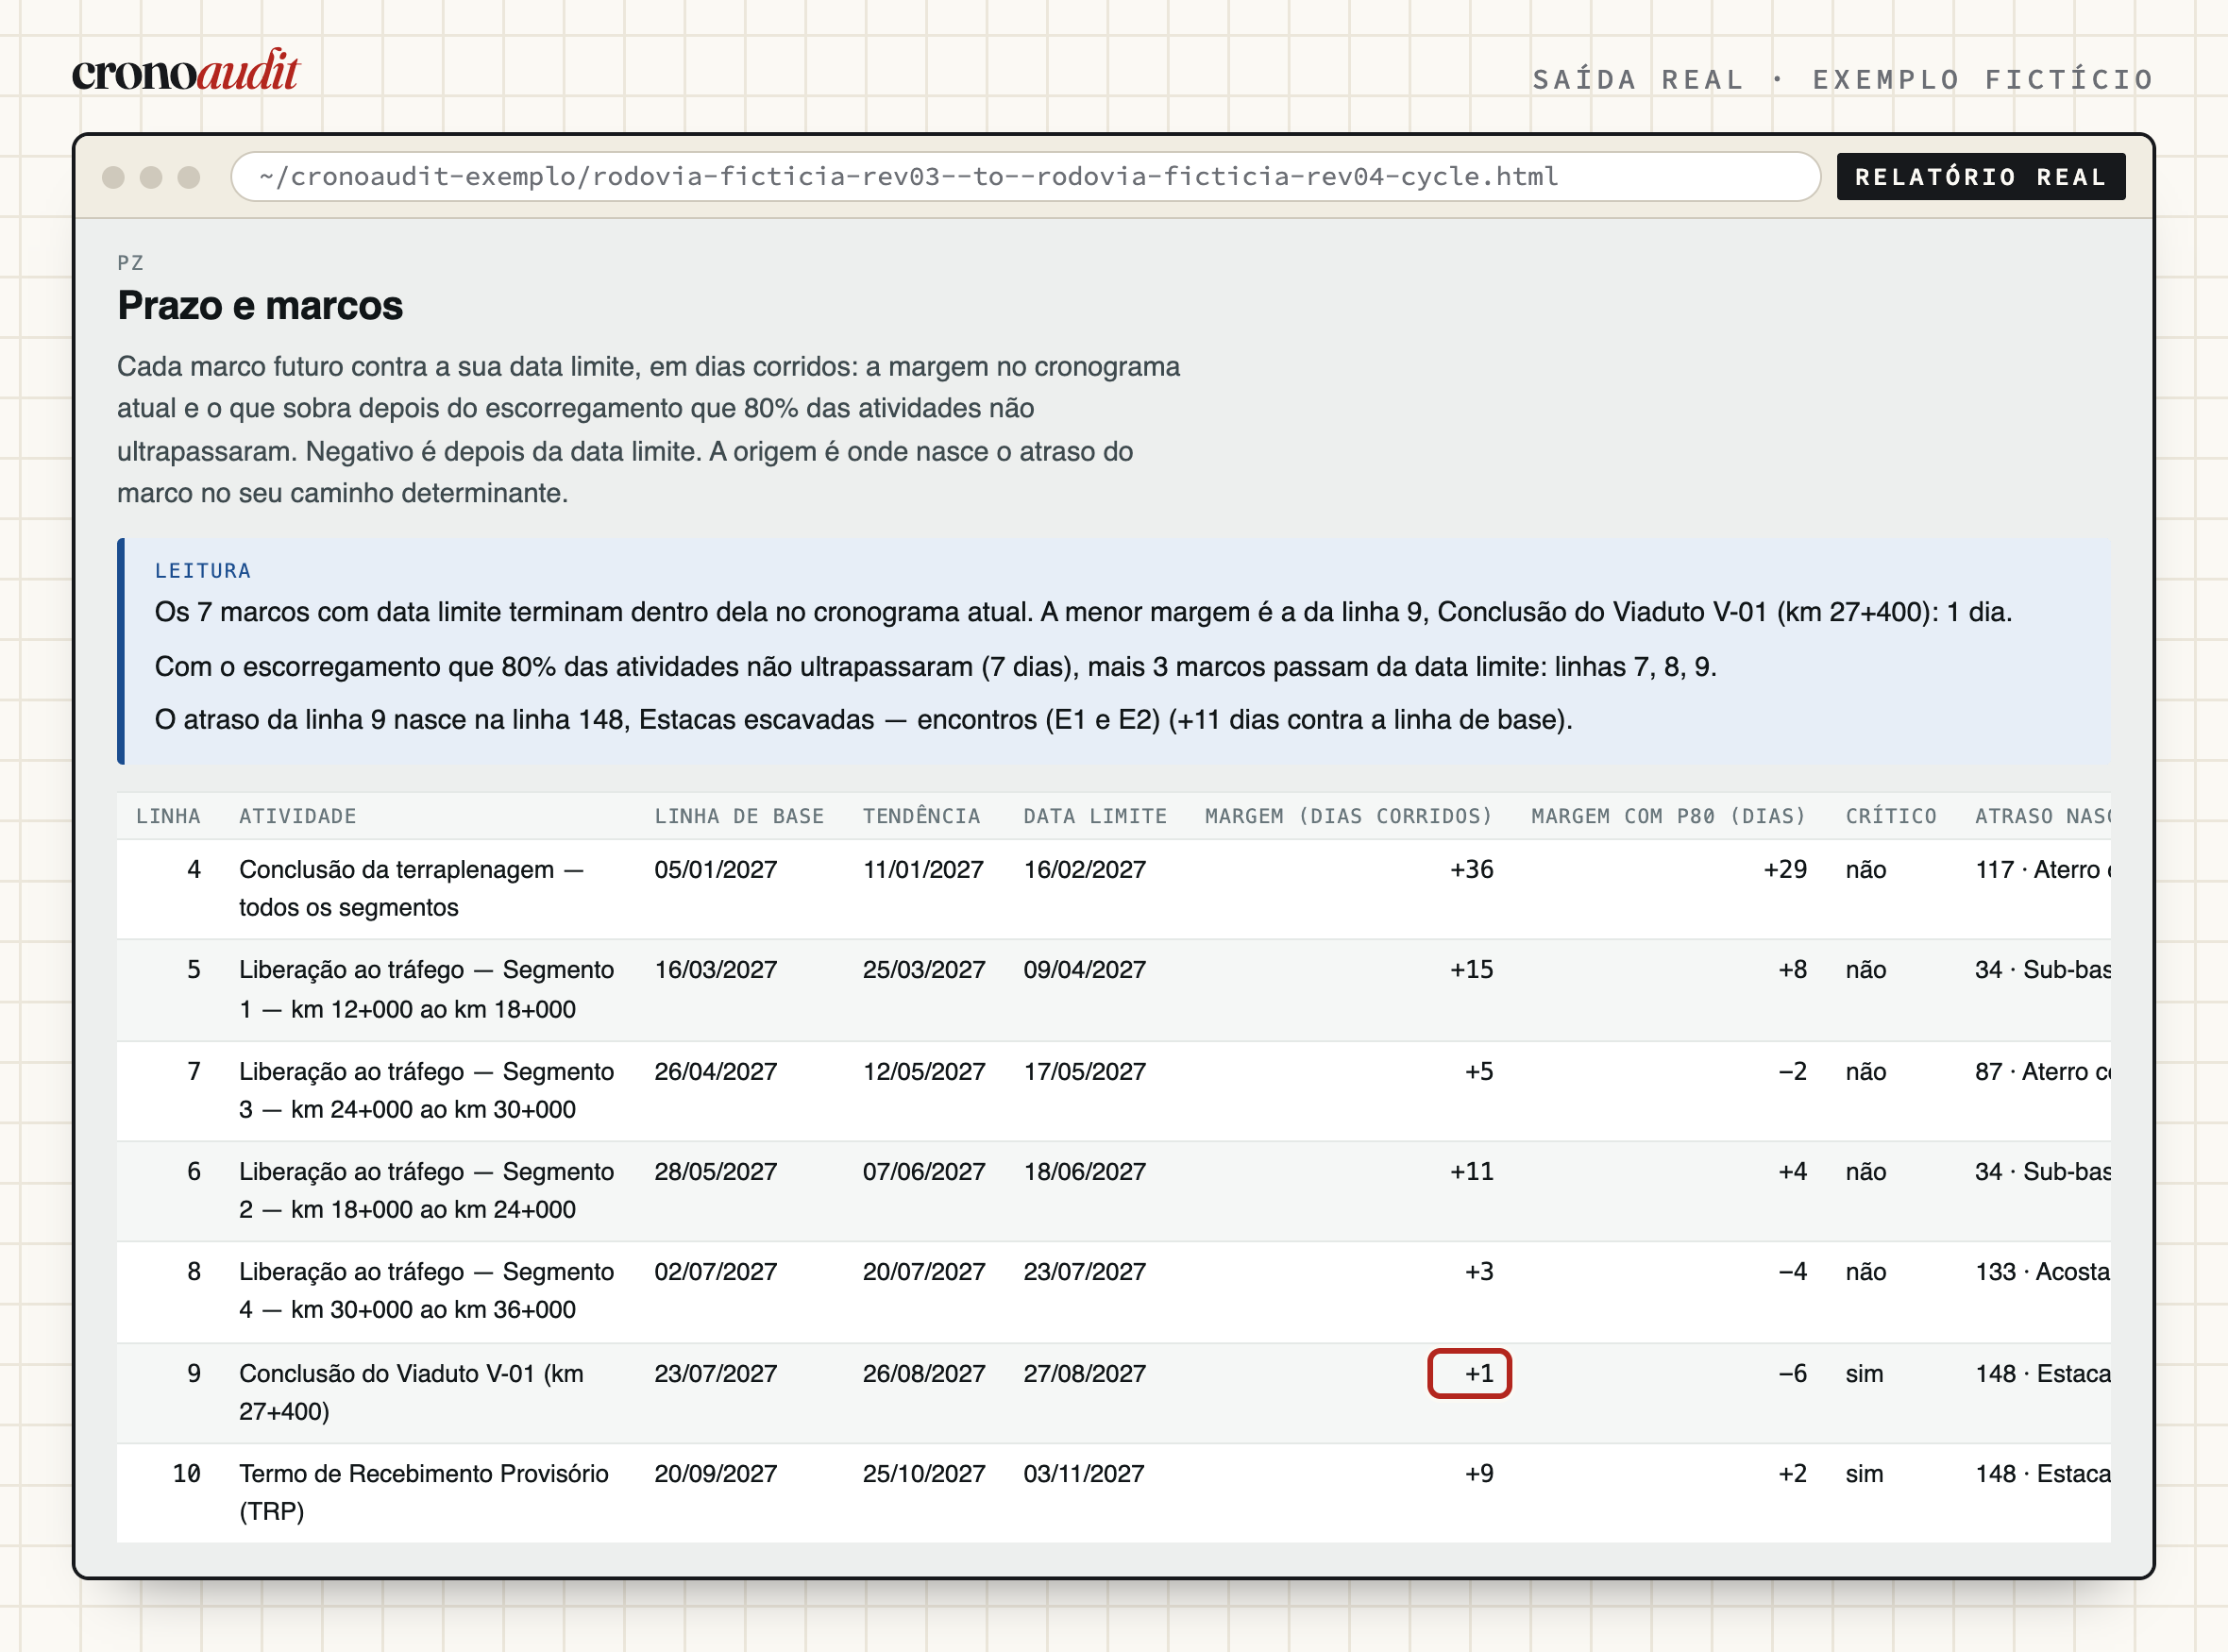 cronoaudit
SAÍDA REAL · EXEMPLO FICTÍCIO
~/cronoaudit-exemplo/rodovia-ficticia-rev03--to--rodovia-ficticia-rev04-cycle.html
RELATÓRIO REAL
PZ
Prazo e marcos
Cada marco futuro contra a sua data limite, em dias corridos: a margem no cronograma
atual e o que sobra depois do escorregamento que 80% das atividades não
ultrapassaram. Negativo é depois da data limite. A origem é onde nasce o atraso do
marco no seu caminho determinante.
LEITURA
Os 7 marcos com data limite terminam dentro dela no cronograma atual. A menor margem é a da linha 9, Conclusão do Viaduto V-01 (km 27+400): 1 dia.
Com o escorregamento que 80% das atividades não ultrapassaram (7 dias), mais 3 marcos passam da data limite: linhas 7, 8, 9.
O atraso da linha 9 nasce na linha 148, Estacas escavadas — encontros (E1 e E2) (+11 dias contra a linha de base).
LINHA ATIVIDADE LINHA DE BASE TENDÊNCIA DATA LIMITE MARGEM (DIAS CORRIDOS) MARGEM COM P80 (DIAS) CRÍTICO ATRASO NASC
4 Conclusão da terraplenagem — 05/01/2027 11/01/2027 16/02/2027 +36 +29 não 117 · Aterro
todos os segmentos
5 Liberação ao tráfego — Segmento 16/03/2027 25/03/2027 09/04/2027 +15 +8 não 34 · Sub-bas
1 — km 12+000 ao km 18+000
7 Liberação ao tráfego — Segmento 26/04/2027 12/05/2027 17/05/2027 +5 −2 não 87 · Aterro
3 — km 24+000 ao km 30+000
6 Liberação ao tráfego — Segmento 28/05/2027 07/06/2027 18/06/2027 +11 +4 não 34 · Sub-bas
2 — km 18+000 ao km 24+000
8 Liberação ao tráfego — Segmento 02/07/2027 20/07/2027 23/07/2027 +3 −4 não 133 · Acosta
4 — km 30+000 ao km 36+000
9 Conclusão do Viaduto V-01 (km 23/07/2027 26/08/2027 27/08/2027 +1 −6 sim 148 · Estaca
27+400)
10 Termo de Recebimento Provisório 20/09/2027 25/10/2027 03/11/2027 +9 +2 sim 148 · Estaca
(TRP)